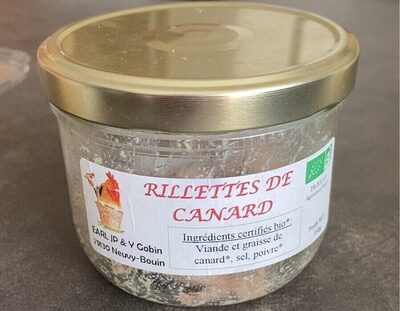 RILLETTES DE
CANARD
Ingrédients certifiés bio*
Viande et graisse de
canard*, sel, poivre*
EARL JP & V Gobin
79130 Neuvy-Bouin